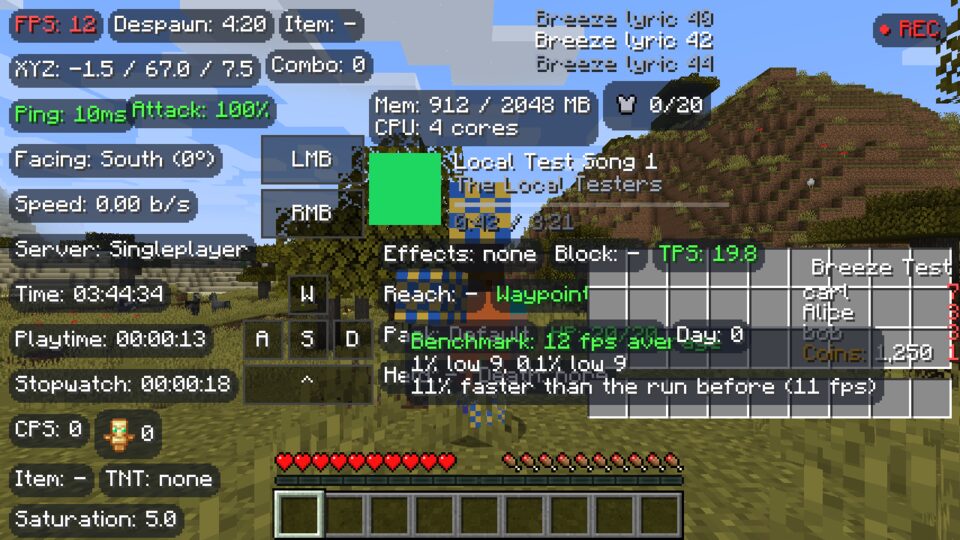 FPS: 12
Despawn: 4:20
Item: -
Breeze lyric 40
Breeze lyric 42
Breeze lyric 44
REC
XYZ: -1.5 / 67.0 / 7.5
Combo: 0
Ping: 10ms
Attack: 100%
Mem: 912 / 2048 MB
CPU: 4 cores
0/20
Facing: South (0°)
LMB
Local Test Song 1
The Local Testers
Speed: 0.00 b/s
RMB
0:42 / 3:21
Server: Singleplayer
Effects: none
Block: -
TPS: 19.8
Breeze Test
Time: 03:44:34
W
Reach: -
Waypoint
carl
Alice
bob
Playtime: 00:00:13
A
S
D
Default
Day: 0
Coins: 1,250
Benchmark: 12 fps average
1% low 9, 0.1% low 9
11% faster than the run before (11 fps)
Stopwatch: 00:00:18
^
CPS: 0
0
Item: -
TNT: none
Saturation: 5.0